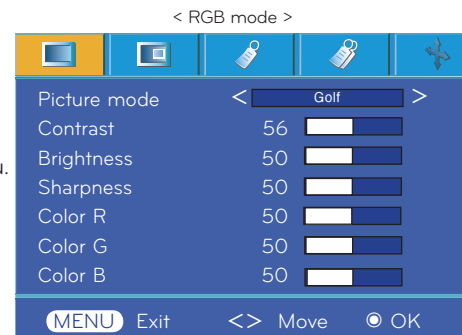 < RGB mode >
Picture mode < Golf >
Contrast 56
Brightness 50
Sharpness 50
Color R 50
Color G 50
Color B 50
MENU Exit <> Move ◉ OK